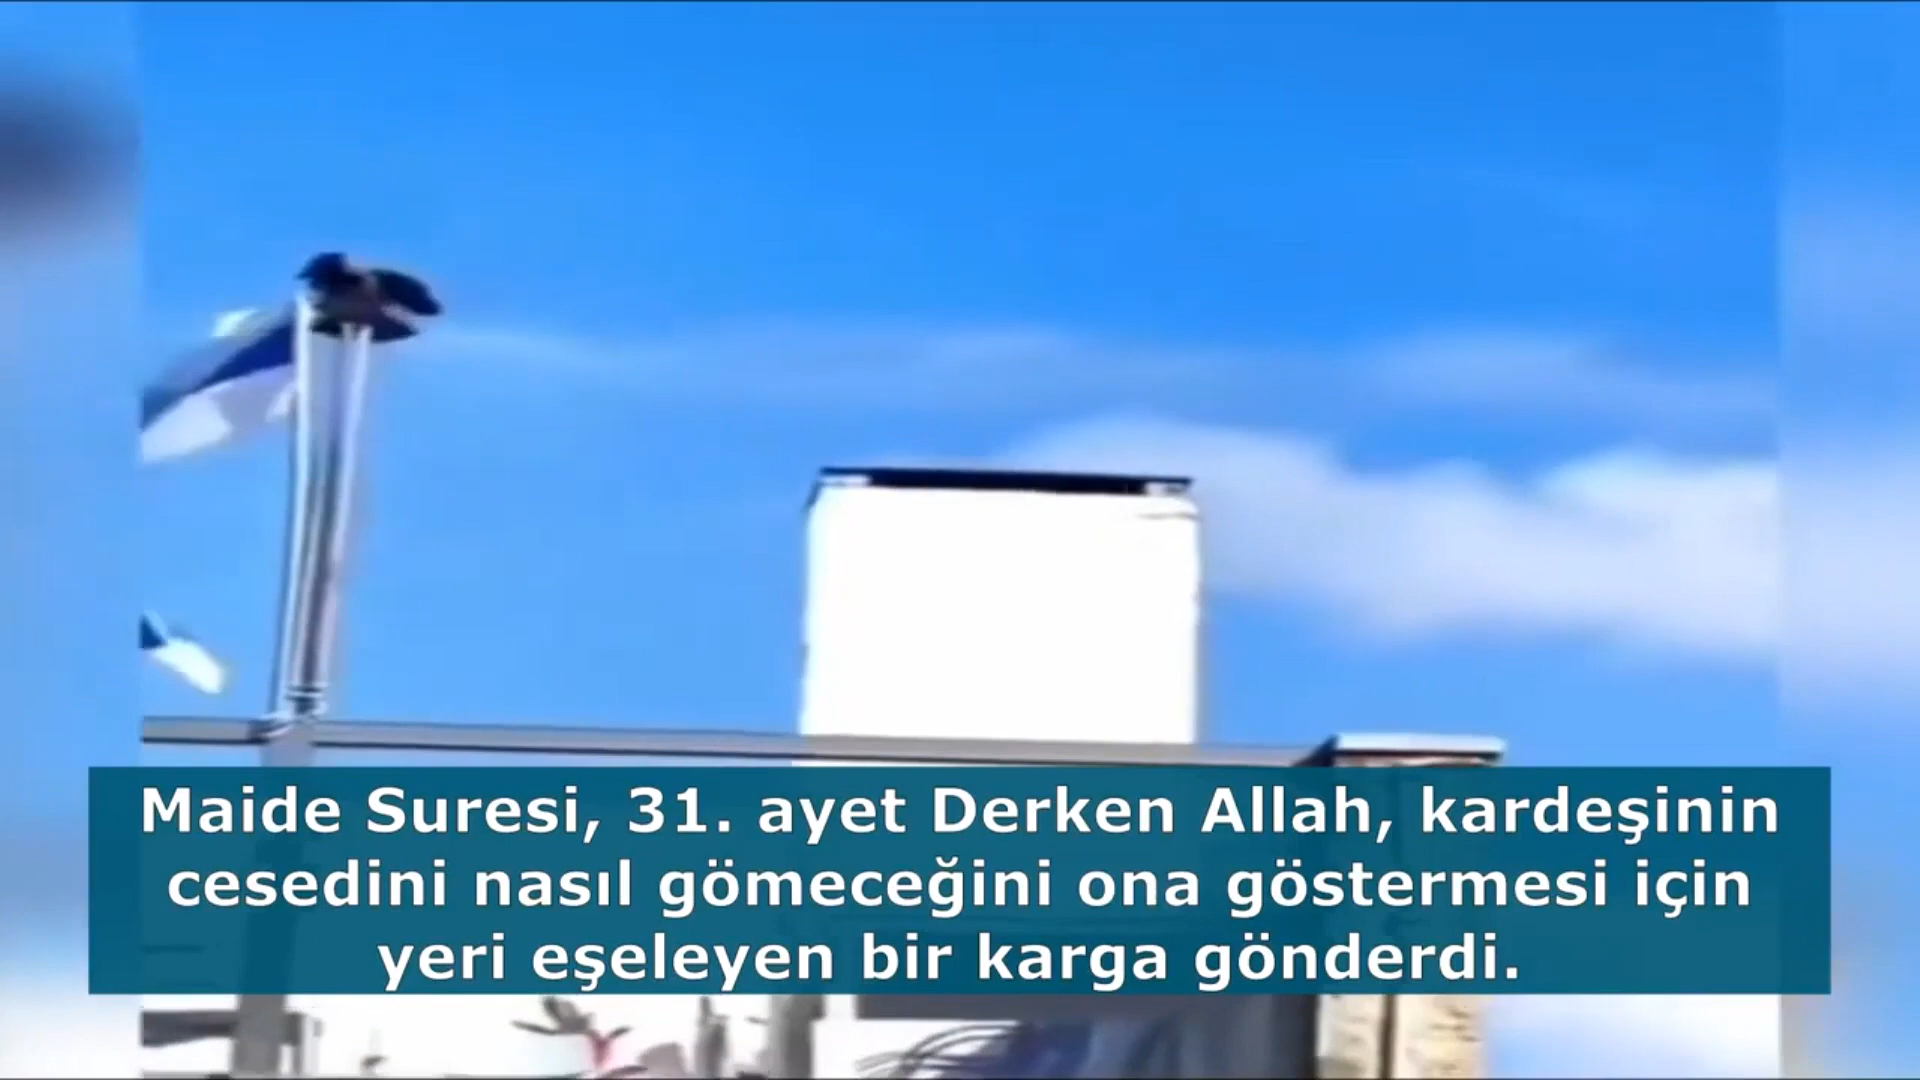 Maide Suresi, 31. ayet Derken Allah, kardeşinin
cesedini nasıl gömeceğini ona göstermesi için
yeri eşeleyen bir karga gönderdi.